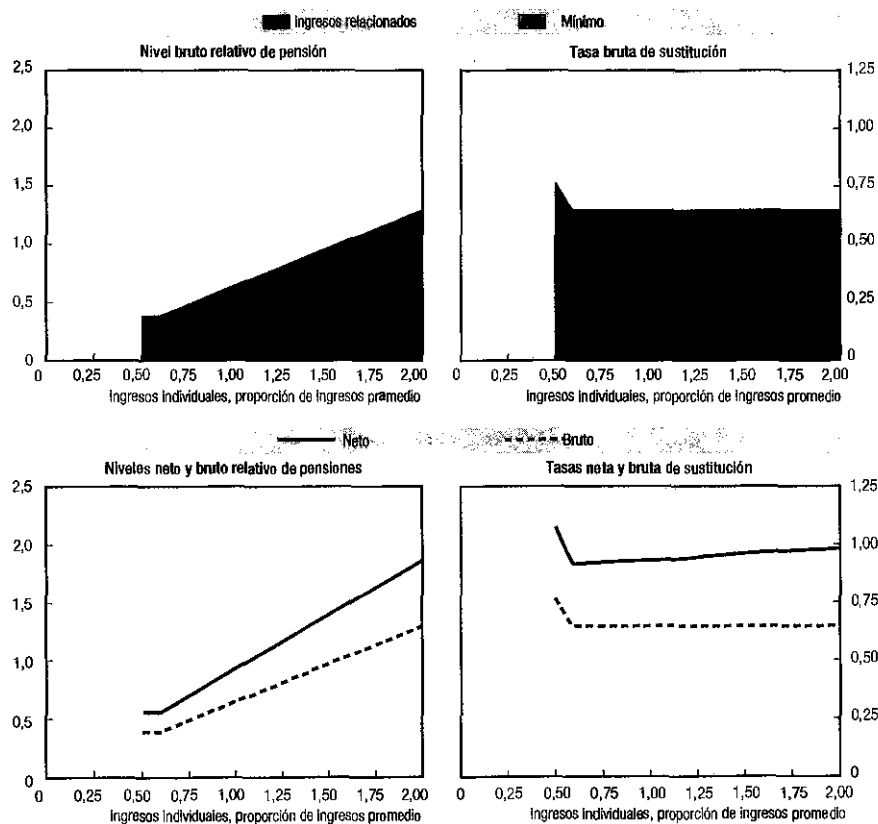 Ingresos relacionados Mínimo
Nivel bruto relativo de pensión
2,5
2,0
1,5
1,0
0,5
0
0 0,25 0,50 0,75 1,00 1,25 1,50 1,75 2,00
Ingresos individuales, proporción de ingresos pramedio
Tasa bruta de sustitución
1,25
1,00
0,75
0,50
0,25
0
0 0,25 0,50 0,75 1,00 1,25 1,50 1,75 2,00
Ingresos individuales, proporción de ingresos promedio
Neto Bruto
Niveles neto y bruto relativo de pensiones
2,5
2,0
1,5
1,0
0,5
0
0 0,25 0,50 0,75 1,00 1,25 1,50 1,75 2,00
Ingresos individuales, proporción de ingresos promedio
Tasas neta y bruta de sustitución
1,25
1,00
0,75
0,50
0,25
0
0 0,25 0,50 0,75 1,00 1,25 1,50 1,75 2,00
Ingresos individuales, proporción de ingresos promedio